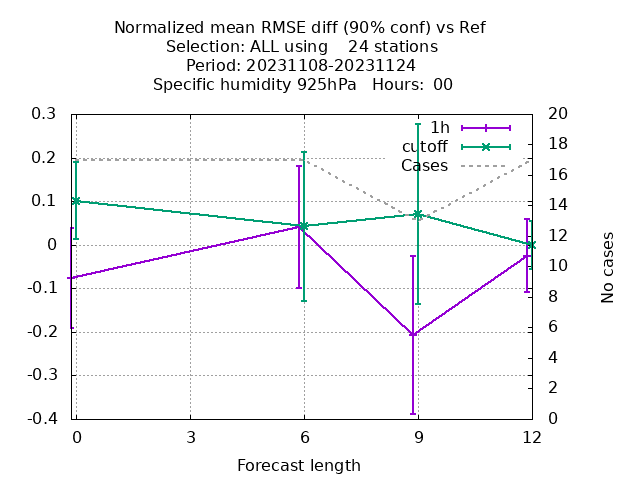 Normalized mean RMSE diff (90% conf) vs Ref
Selection: ALL using    24 stations
Period: 20231108-20231124
Specific humidity 925hPa   Hours:  00
0.3
0.2
0.1
0
-0.1
-0.2
-0.3
-0.4
20
18
16
14
12
10
8
6
4
2
0
1h
cutoff
Cases
No cases
0 3 6 9 12
Forecast length